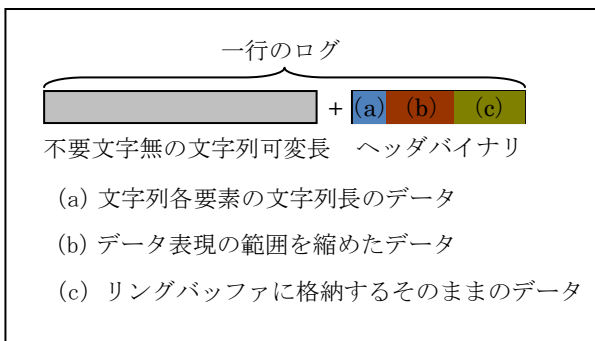 一行のログ
+ (a) (b) (c)
不要文字無の文字列可変長 ヘッダバイナリ
(a) 文字列各要素の文字列長のデータ
(b) データ表現の範囲を縮めたデータ
(c) リングバッファに格納するそのままのデータ